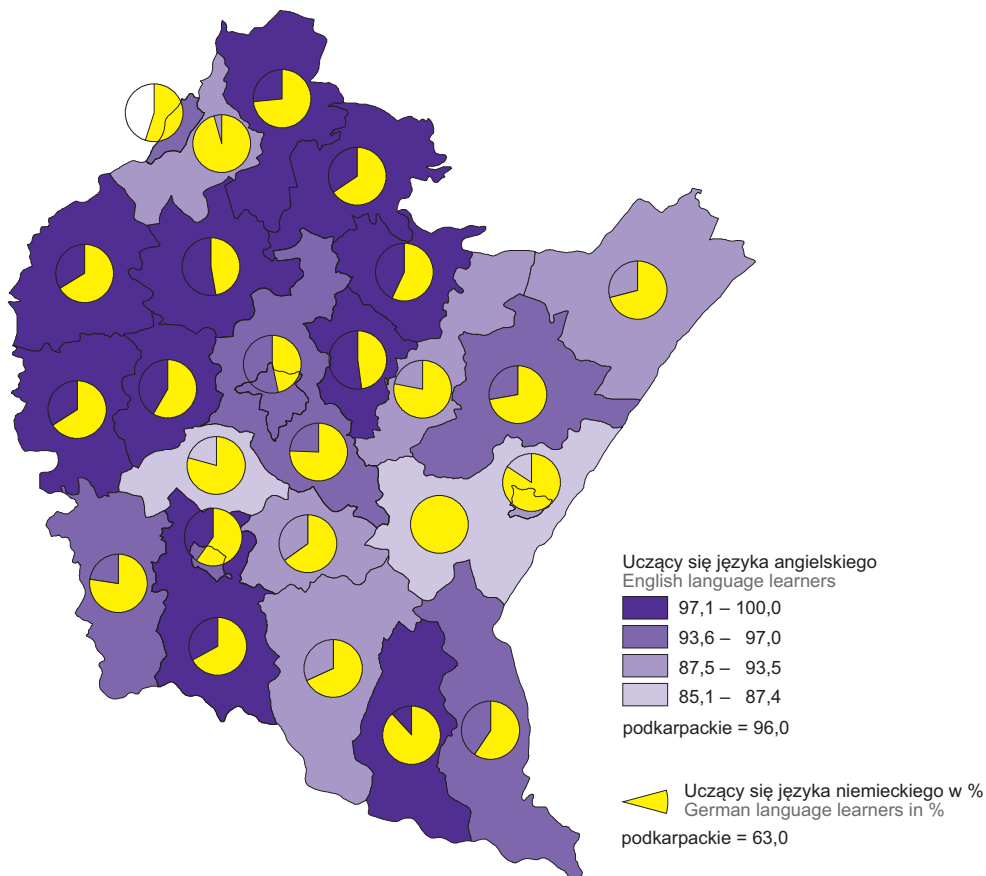 Uczący się języka angielskiego
English language learners
97,1 – 100,0
93,6 – 97,0
87,5 – 93,5
85,1 – 87,4
podkarpackie = 96,0
Uczący się języka niemieckiego w %
German language learners in %
podkarpackie = 63,0